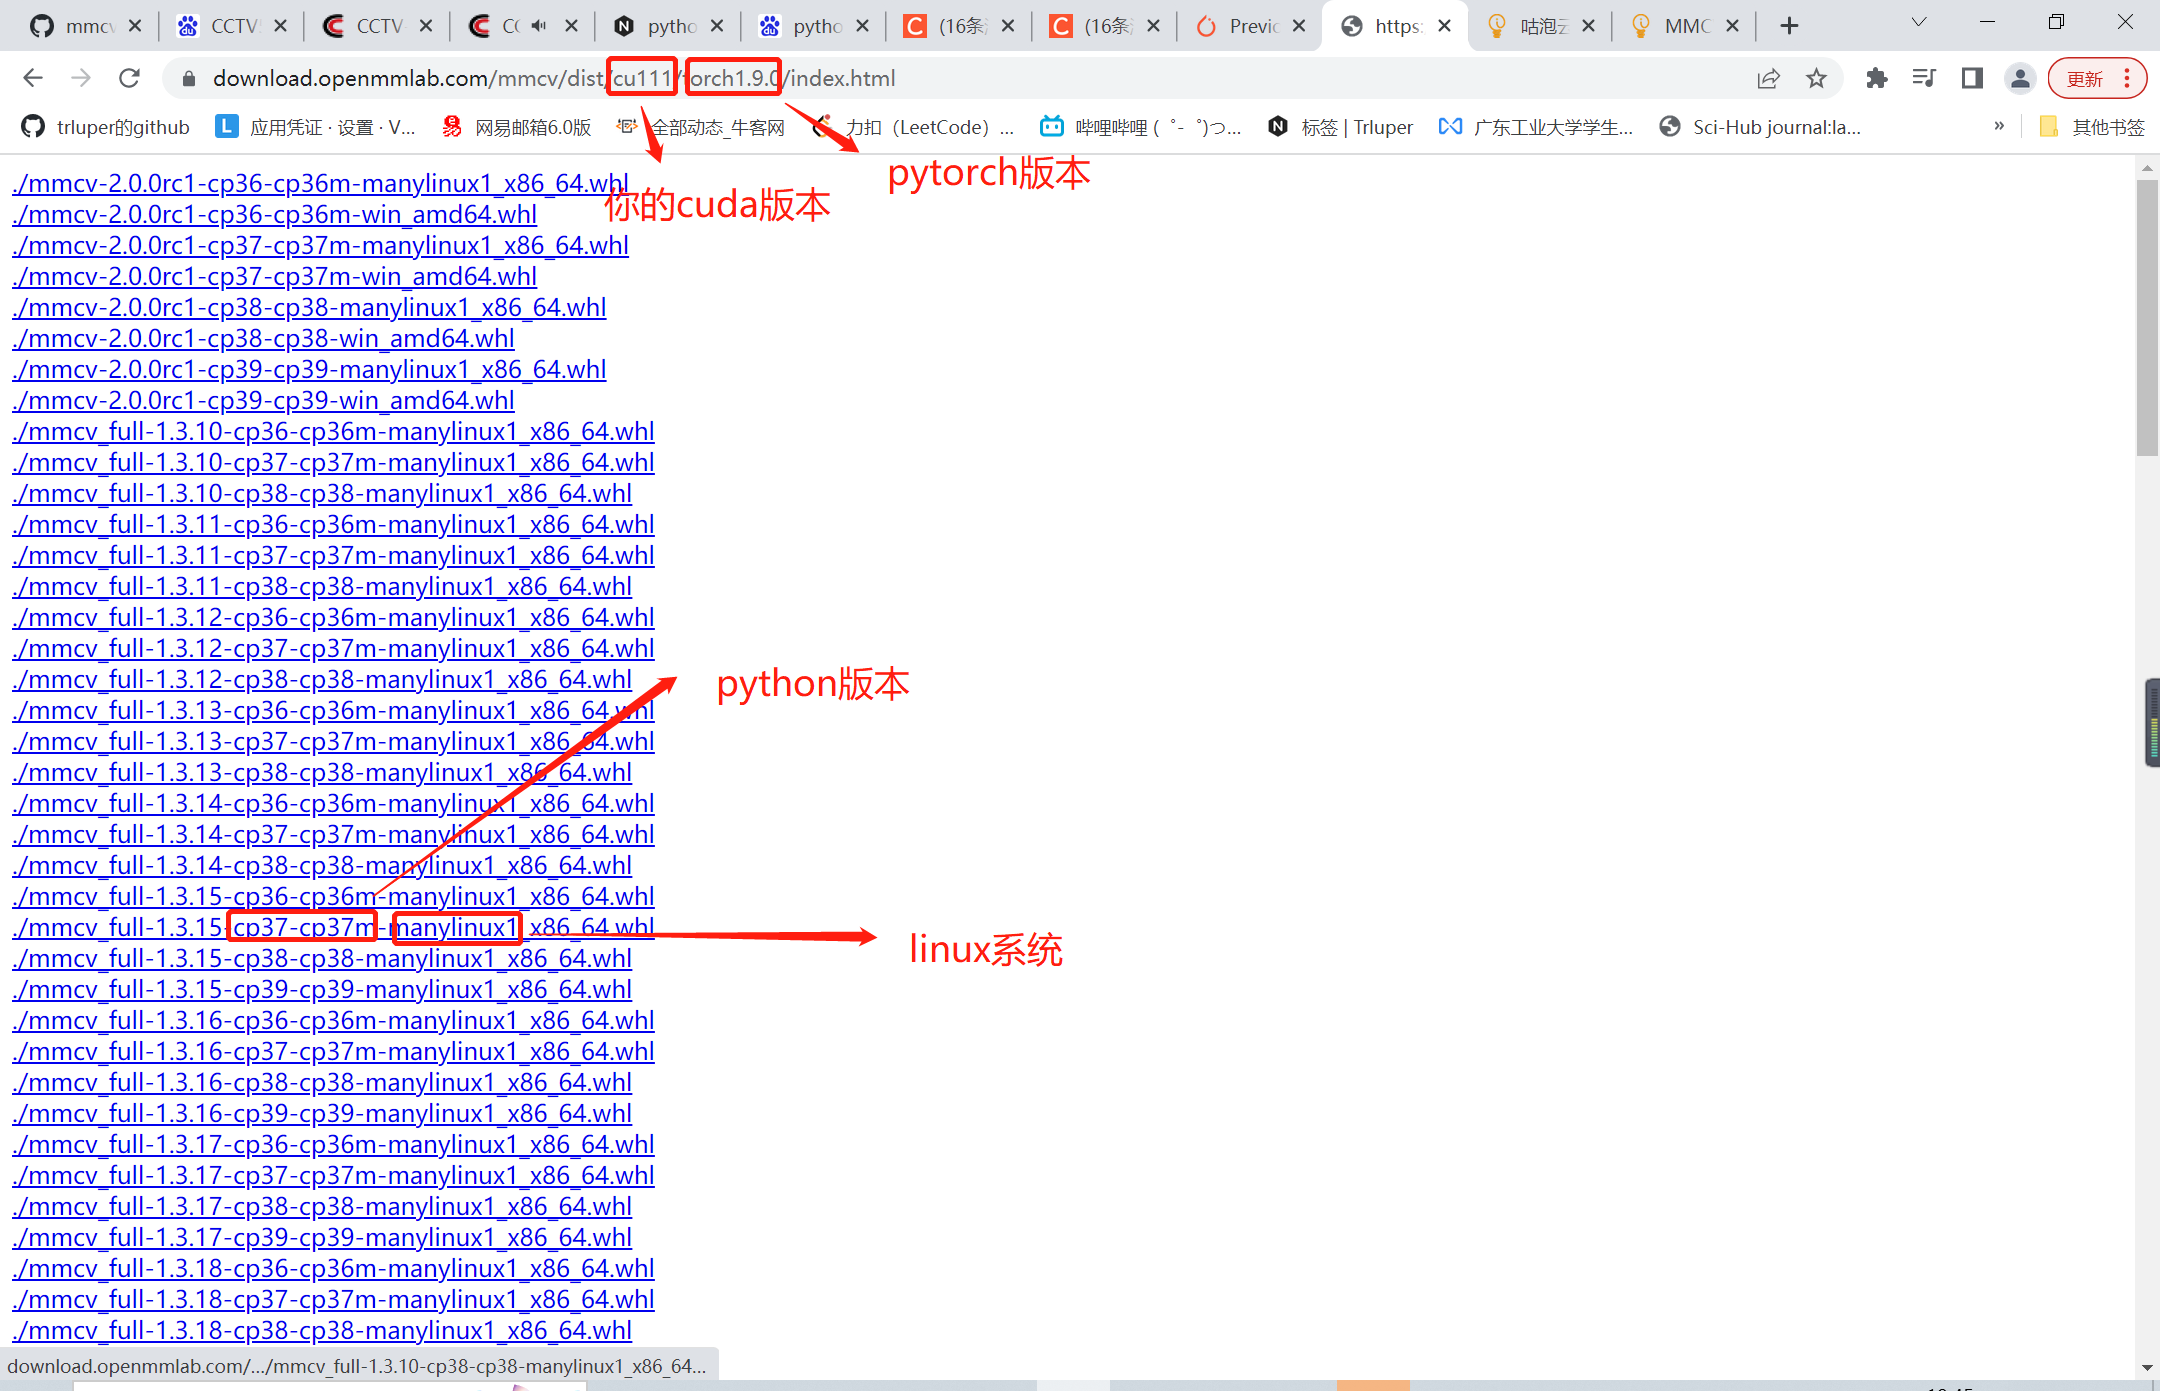 mmcv CCTV CCTV CC pytho pytho (16条 (16条 Previo https: 咕泡云 MMC
download.openmmlab.com/mmcv/dist/cu111/torch1.9.0/index.html 更新
trluper的github 应用凭证 · 设置 · V... 网易邮箱6.0版 全部动态_牛客网 力扣（LeetCode）... 哔哩哔哩 ( ゜- ゜)つ... 标签 | Trluper 广东工业大学学生... Sci-Hub journal:la... » 其他书签
pytorch版本
./mmcv-2.0.0rc1-cp36-cp36m-manylinux1_x86_64.whl
你的cuda版本
./mmcv-2.0.0rc1-cp36-cp36m-win_amd64.whl
./mmcv-2.0.0rc1-cp37-cp37m-manylinux1_x86_64.whl
./mmcv-2.0.0rc1-cp37-cp37m-win_amd64.whl
./mmcv-2.0.0rc1-cp38-cp38-manylinux1_x86_64.whl
./mmcv-2.0.0rc1-cp38-cp38-win_amd64.whl
./mmcv-2.0.0rc1-cp39-cp39-manylinux1_x86_64.whl
./mmcv-2.0.0rc1-cp39-cp39-win_amd64.whl
./mmcv_full-1.3.10-cp36-cp36m-manylinux1_x86_64.whl
./mmcv_full-1.3.10-cp37-cp37m-manylinux1_x86_64.whl
./mmcv_full-1.3.10-cp38-cp38-manylinux1_x86_64.whl
./mmcv_full-1.3.11-cp36-cp36m-manylinux1_x86_64.whl
./mmcv_full-1.3.11-cp37-cp37m-manylinux1_x86_64.whl
./mmcv_full-1.3.11-cp38-cp38-manylinux1_x86_64.whl
./mmcv_full-1.3.12-cp36-cp36m-manylinux1_x86_64.whl
./mmcv_full-1.3.12-cp37-cp37m-manylinux1_x86_64.whl
./mmcv_full-1.3.12-cp38-cp38-manylinux1_x86_64.whl
python版本
./mmcv_full-1.3.13-cp36-cp36m-manylinux1_x86_64.whl
./mmcv_full-1.3.13-cp37-cp37m-manylinux1_x86_64.whl
./mmcv_full-1.3.13-cp38-cp38-manylinux1_x86_64.whl
./mmcv_full-1.3.14-cp36-cp36m-manylinux1_x86_64.whl
./mmcv_full-1.3.14-cp37-cp37m-manylinux1_x86_64.whl
./mmcv_full-1.3.14-cp38-cp38-manylinux1_x86_64.whl
./mmcv_full-1.3.15-cp36-cp36m-manylinux1_x86_64.whl
./mmcv_full-1.3.15-cp37-cp37m-manylinux1_x86_64.whl
linux系统
./mmcv_full-1.3.15-cp38-cp38-manylinux1_x86_64.whl
./mmcv_full-1.3.15-cp39-cp39-manylinux1_x86_64.whl
./mmcv_full-1.3.16-cp36-cp36m-manylinux1_x86_64.whl
./mmcv_full-1.3.16-cp37-cp37m-manylinux1_x86_64.whl
./mmcv_full-1.3.16-cp38-cp38-manylinux1_x86_64.whl
./mmcv_full-1.3.16-cp39-cp39-manylinux1_x86_64.whl
./mmcv_full-1.3.17-cp36-cp36m-manylinux1_x86_64.whl
./mmcv_full-1.3.17-cp37-cp37m-manylinux1_x86_64.whl
./mmcv_full-1.3.17-cp38-cp38-manylinux1_x86_64.whl
./mmcv_full-1.3.17-cp39-cp39-manylinux1_x86_64.whl
./mmcv_full-1.3.18-cp36-cp36m-manylinux1_x86_64.whl
./mmcv_full-1.3.18-cp37-cp37m-manylinux1_x86_64.whl
./mmcv_full-1.3.18-cp38-cp38-manylinux1_x86_64.whl
download.openmmlab.com/.../mmcv_full-1.3.10-cp38-cp38-manylinux1_x86_64...